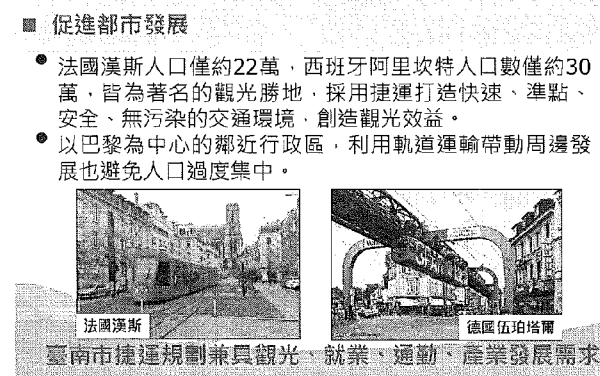 ■ 促進都市發展
● 法國漢斯人口僅約22萬，西班牙阿里坎特人口數僅約30
萬，皆為著名的觀光勝地，採用捷運打造快速、準點、
安全、無污染的交通環境，創造觀光效益。
● 以巴黎為中心的鄰近行政區，利用軌道運輸帶動周邊發
展也避免人口過度集中。
法國漢斯
德國伍珀塔爾
臺南市捷運規劃兼具觀光、就業、通勤、產業發展需求